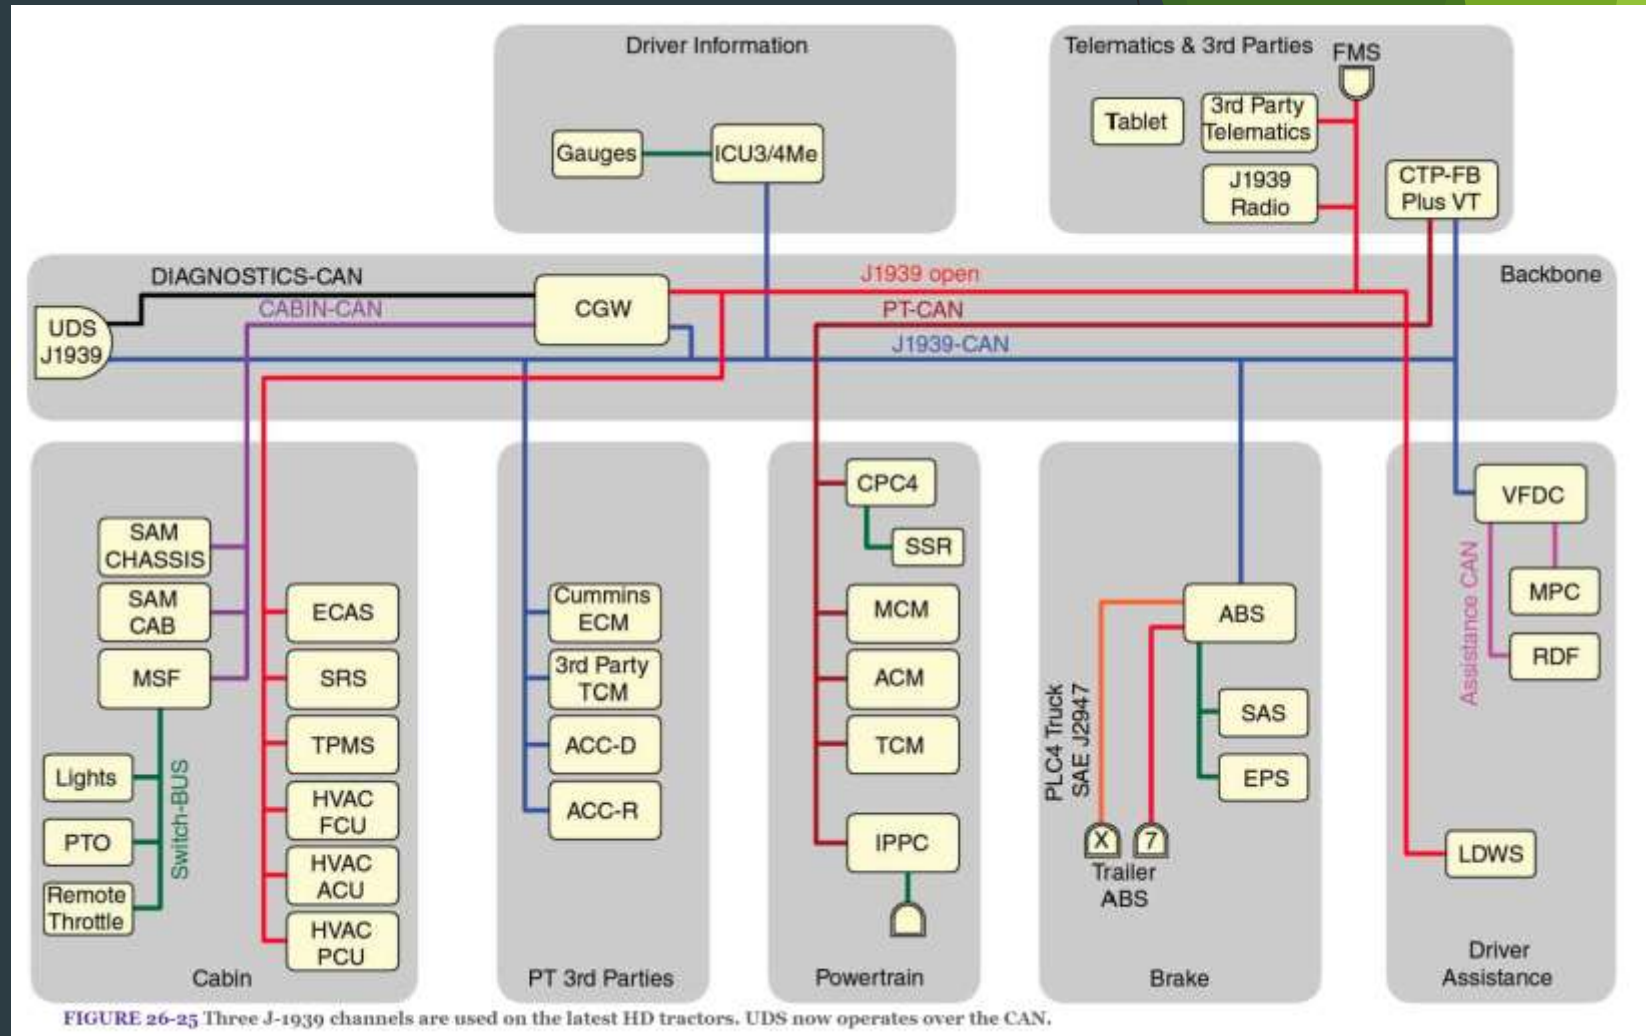 Driver Information
Gauges
ICU3/4Me
Telematics & 3rd Parties
FMS
Tablet
3rd Party
Telematics
J1939
Radio
CTP-FB
Plus VT
Backbone
DIAGNOSTICS-CAN
CABIN-CAN
UDS
J1939
CGW
J1939 open
PT-CAN
J1939-CAN
SAM
CHASSIS
SAM
CAB
MSF
Lights
PTO
Remote
Throttle
Switch-BUS
ECAS
SRS
TPMS
HVAC
FCU
HVAC
ACU
HVAC
PCU
Cabin
Cummins
ECM
3rd Party
TCM
ACC-D
ACC-R
PT 3rd Parties
CPC4
SSR
MCM
ACM
TCM
IPPC
Powertrain
ABS
PLC4 Truck
SAE J2947
SAS
EPS
X
7
Trailer
ABS
Brake
VFDC
Assistance CAN
MPC
RDF
LDWS
Driver
Assistance
FIGURE 26-25 Three J-1939 channels are used on the latest HD tractors. UDS now operates over the CAN.